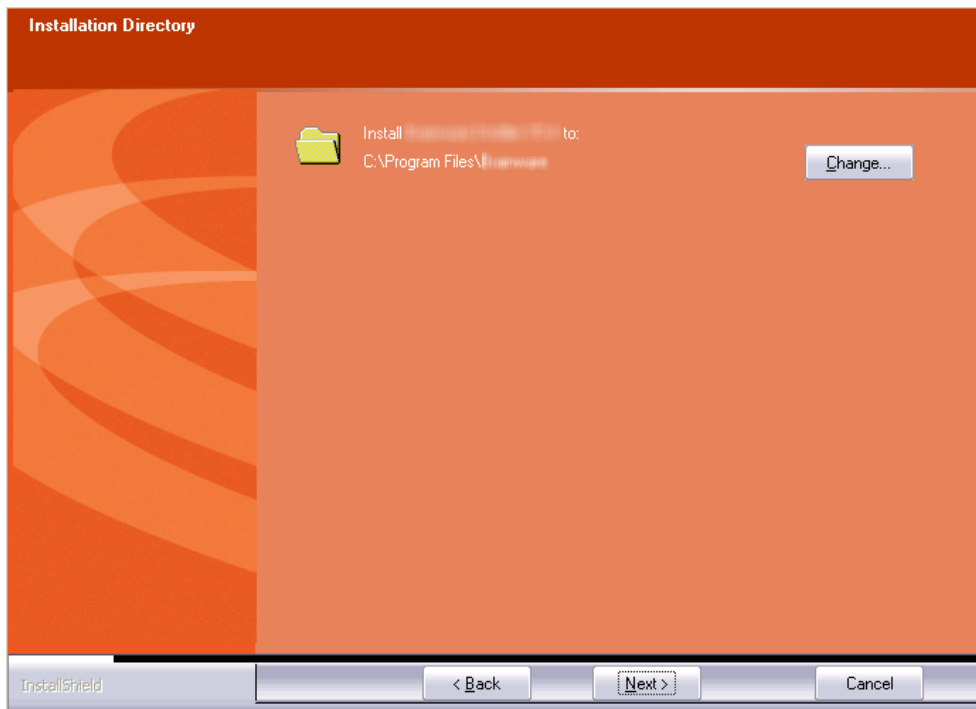 Installation Directory
Install to:
C:\Program Files\
Change...
InstallShield
< Back
Next >
Cancel